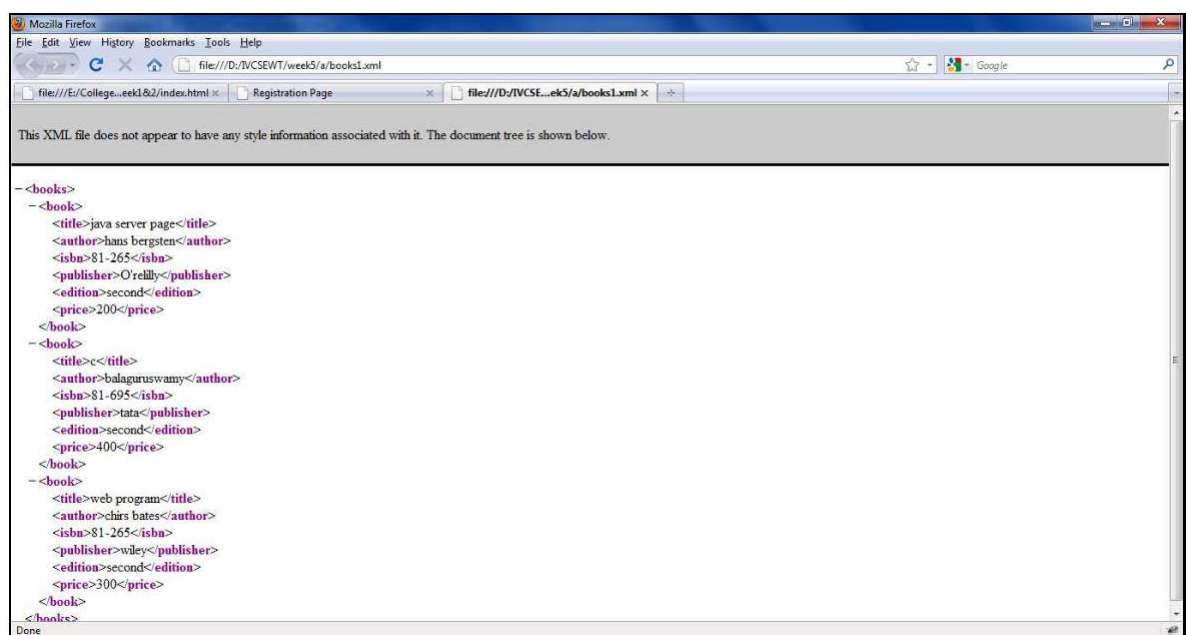 Mozilla Firefox
File Edit View History Bookmarks Tools Help
file:///D:/IVCSEWT/week5/a/books1.xml
Google
file:///E:/College...eek1&2/index.html
Registration Page
file:///D:/IVCSE...ek5/a/books1.xml
This XML file does not appear to have any style information associated with it. The document tree is shown below.
−<books>
−<book>
<title>java server page</title>
<author>hans bergsten</author>
<isbn>81-265</isbn>
<publisher>O'relilly</publisher>
<edition>second</edition>
<price>200</price>
</book>
−<book>
<title>c</title>
<author>balaguruswamy</author>
<isbn>81-695</isbn>
<publisher>tata</publisher>
<edition>second</edition>
<price>400</price>
</book>
−<book>
<title>web program</title>
<author>chirs bates</author>
<isbn>81-265</isbn>
<publisher>wiley</publisher>
<edition>second</edition>
<price>300</price>
</book>
</books>
Done